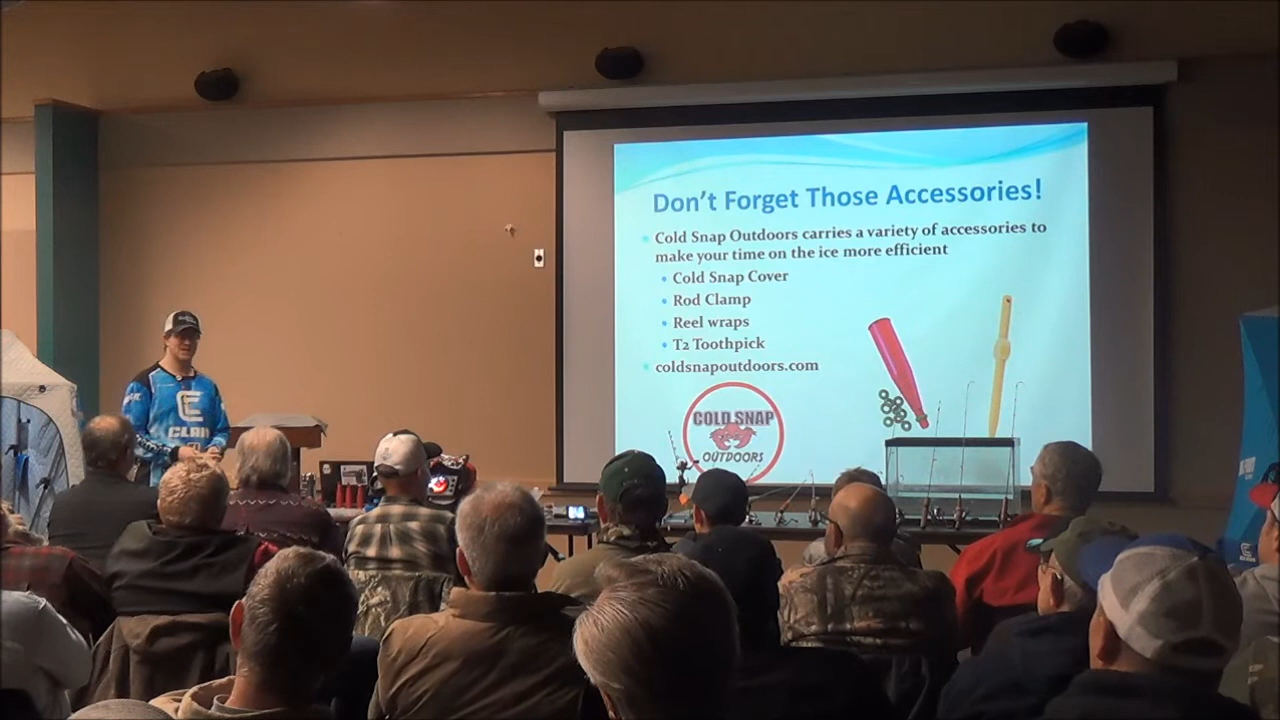 Don't Forget Those Accessories!
Cold Snap Outdoors carries a variety of accessories to
make your time on the ice more efficient
Cold Snap Cover
Rod Clamp
Reel wraps
T2 Toothpick
coldsnapoutdoors.com
COLD SNAP
OUTDOORS
CLAM